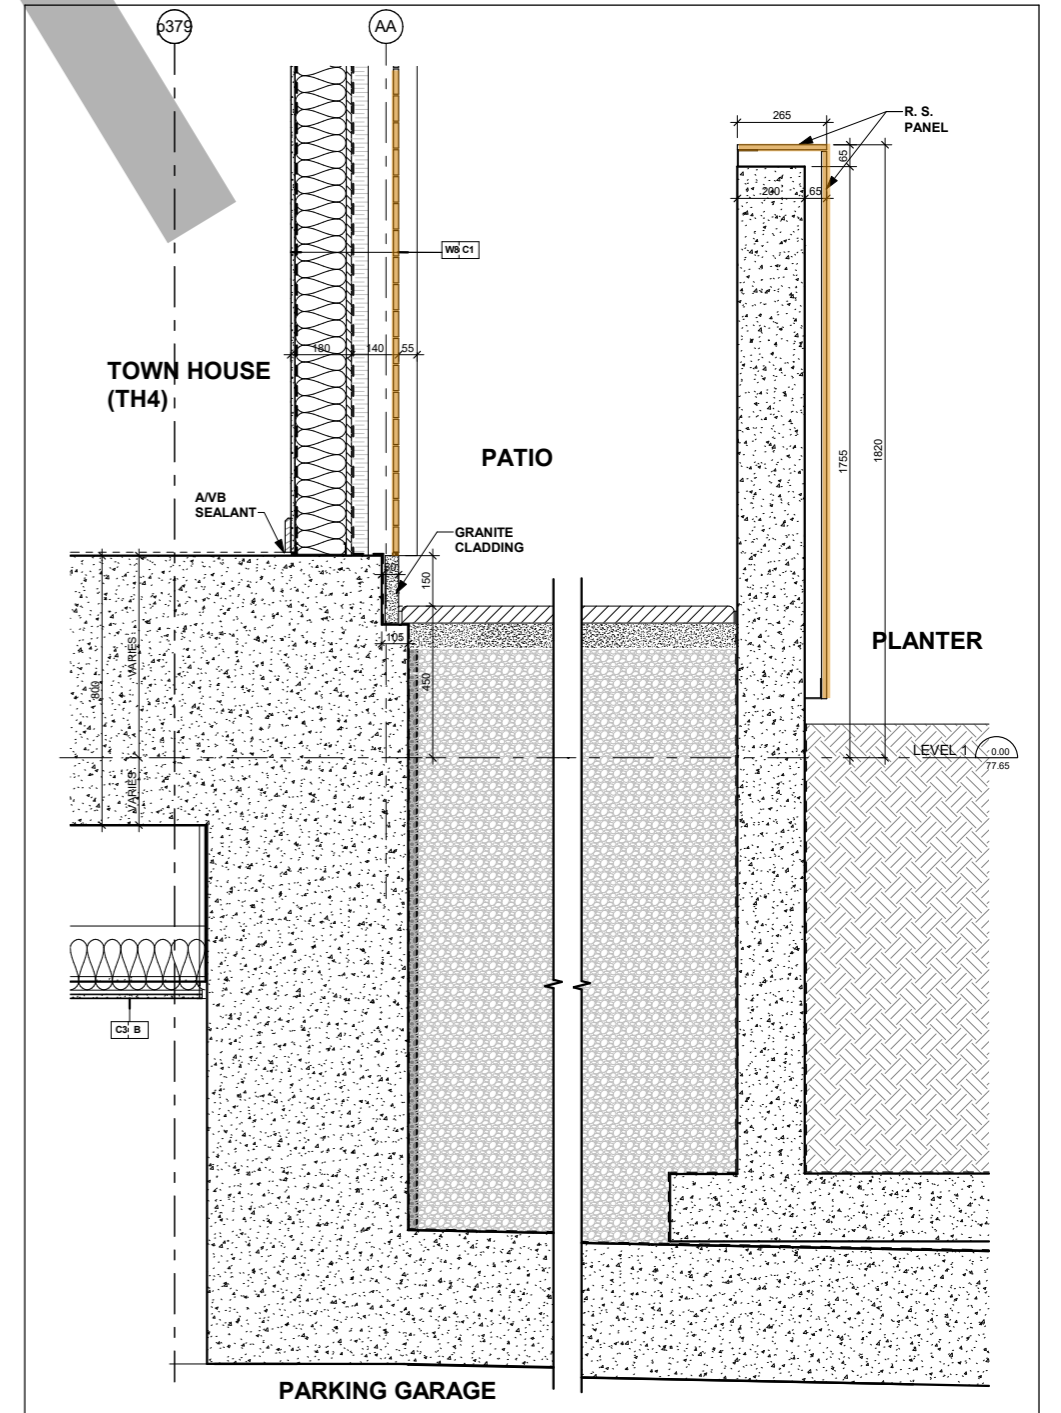 p379
AA
265
R. S.
PANEL
65
200
65
W8 C1
180
140
55
TOWN HOUSE
(TH4)
1755
1820
PATIO
A/VB
SEALANT
GRANITE
CLADDING
150
105
PLANTER
VARIES
800
450
LEVEL 1
0.00
77.65
VARIES
C3 B
PARKING GARAGE